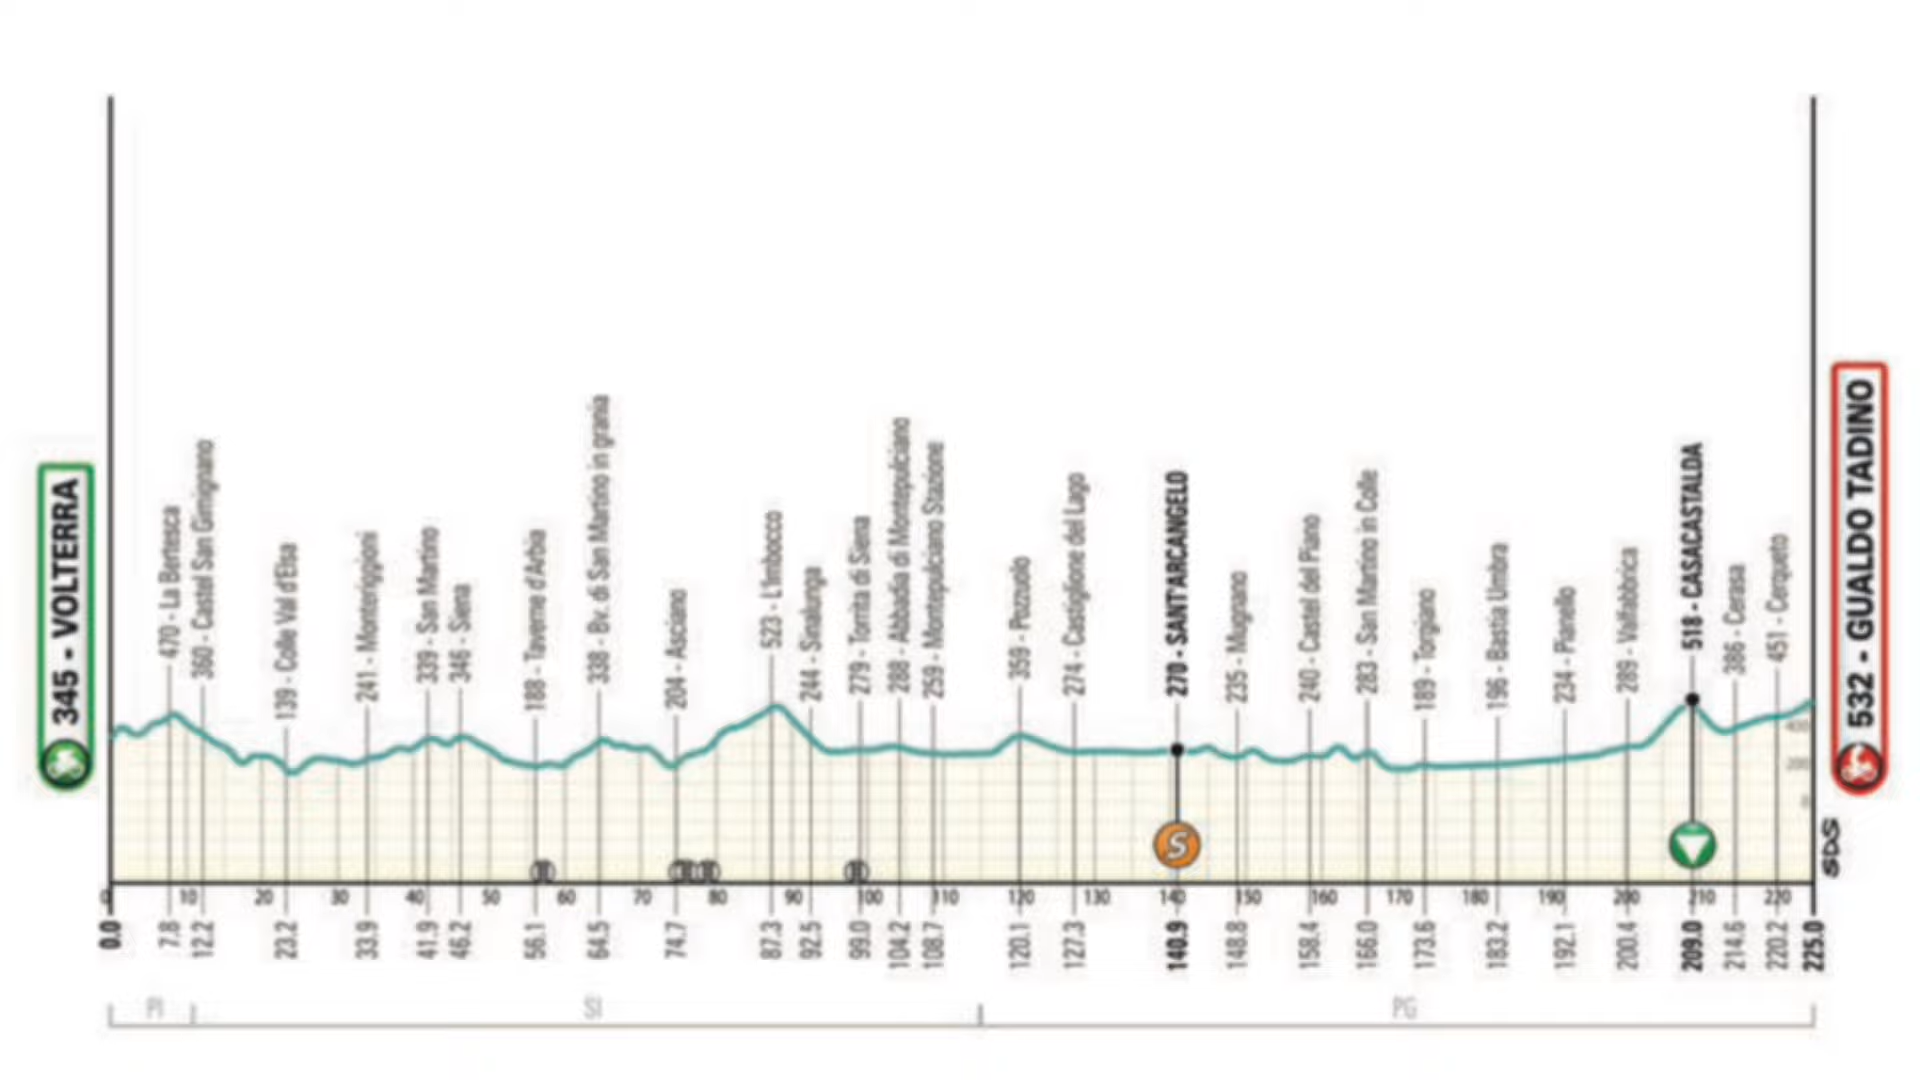 345 - VOLTERRA
470 - La Bertesca
360 - Castel San Gimignano
139 - Colle Val d'Elsa
241 - Monteriggioni
339 - San Martino
346 - Siena
188 - Taverne d'Arbia
338 - Bv. di San Martino in grania
204 - Asciano
523 - L'Imbocco
244 - Sinalunga
279 - Torrita di Siena
288 - Abbadia di Montepulciano
259 - Montepulciano Stazione
359 - Pozzuolo
274 - Castiglione del Lago
270 - SANT'ARCANGELO
235 - Mugnano
240 - Castel del Piano
283 - San Martino in Colle
189 - Torgiano
196 - Bastia Umbra
234 - Pianello
289 - Valfabbrica
518 - CASACASTALDA
386 - Cerasa
451 - Cerqueto
532 - GUALDO TADINO
400
200
0
S
SDS
0 10 20 30 40 50 60 70 80 90 100 110 120 130 140 150 160 170 180 190 200 210 220
0.0 7.8 12.2 23.2 33.9 41.9 46.2 56.1 64.5 74.7 87.3 92.5 99.0 104.2 108.7 120.1 127.3 140.9 148.8 158.4 166.0 173.6 183.2 192.1 200.4 209.0 214.6 220.2 225.0
PG